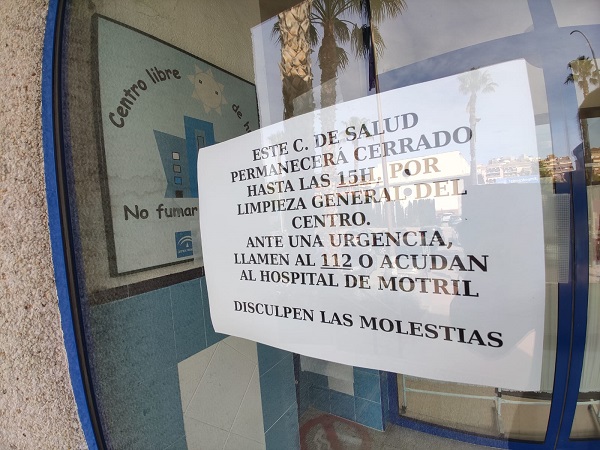 Centro libre
de h
No fumar
ESTE C. DE SALUD
PERMANECERÁ CERRADO
HASTA LAS 15H, POR
LIMPIEZA GENERAL DEL
CENTRO.
ANTE UNA URGENCIA,
LLAMEN AL 112 O ACUDAN
AL HOSPITAL DE MOTRIL
DISCULPEN LAS MOLESTIAS